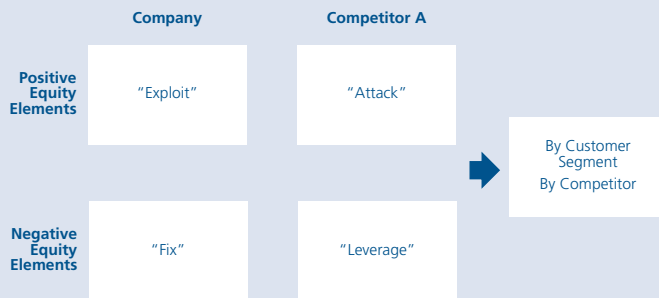 Company
Competitor A
Positive
Equity
Elements
“Exploit”
“Attack”
By Customer
Segment
By Competitor
Negative
Equity
Elements
“Fix”
“Leverage”